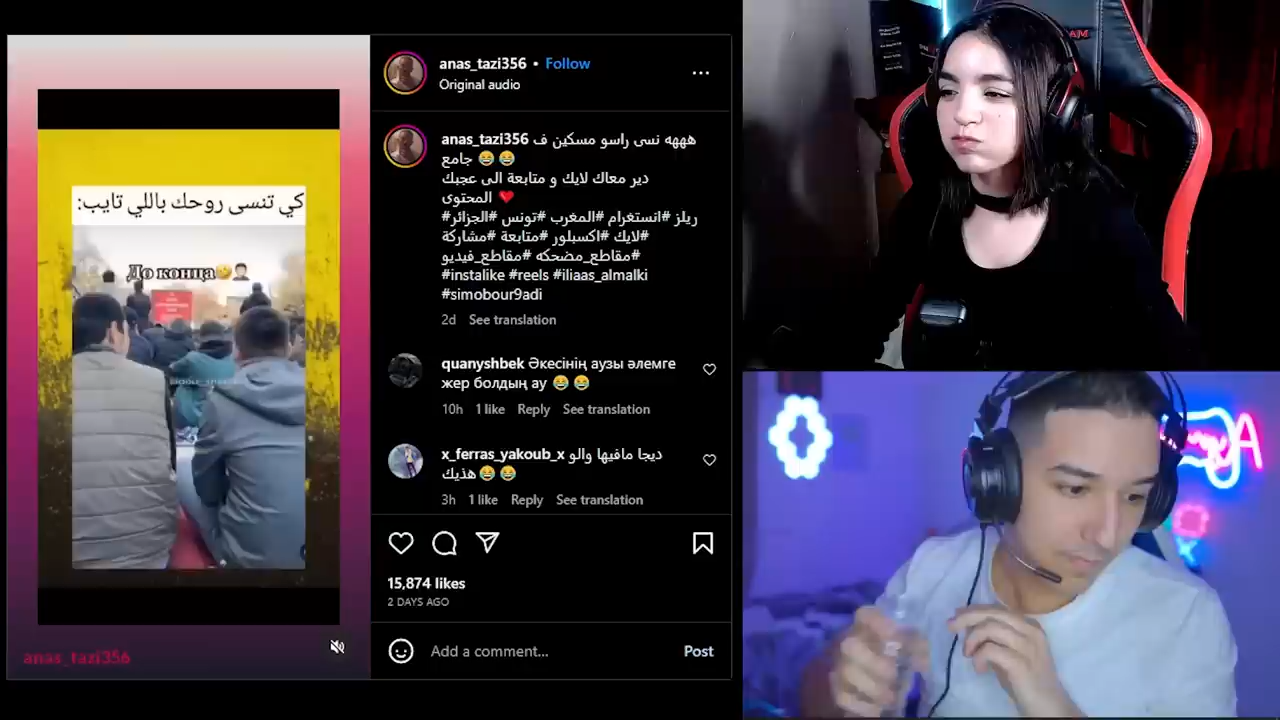 كي تنسى روحك باللي تايب:
До конца🤣🤦🏻‍♂️
anas_tazi356
anas_tazi356 • Follow
Original audio
anas_tazi356 هههه نسى راسو مسكين ف
جامع 😂😂
دير معاك لايك و متابعة الى عجبك
المحتوى ❤️
#ريلز #انستغرام #المغرب #تونس #الجزائر
#لايك #اكسبلور #متابعة #مشاركة
#مقاطع_مضحكه #مقاطع_فيديو
#instalike #reels #iliaas_almalki
#simobour9adi
2d See translation
quanyshbek Әкесінің аузы әлемге
жер болдың ау 😂😂
10h 1 like Reply See translation
x_ferras_yakoub_x ديجا مافيها والو
هذيك 😂😂
3h 1 like Reply See translation
15,874 likes
2 DAYS AGO
Add a comment... Post